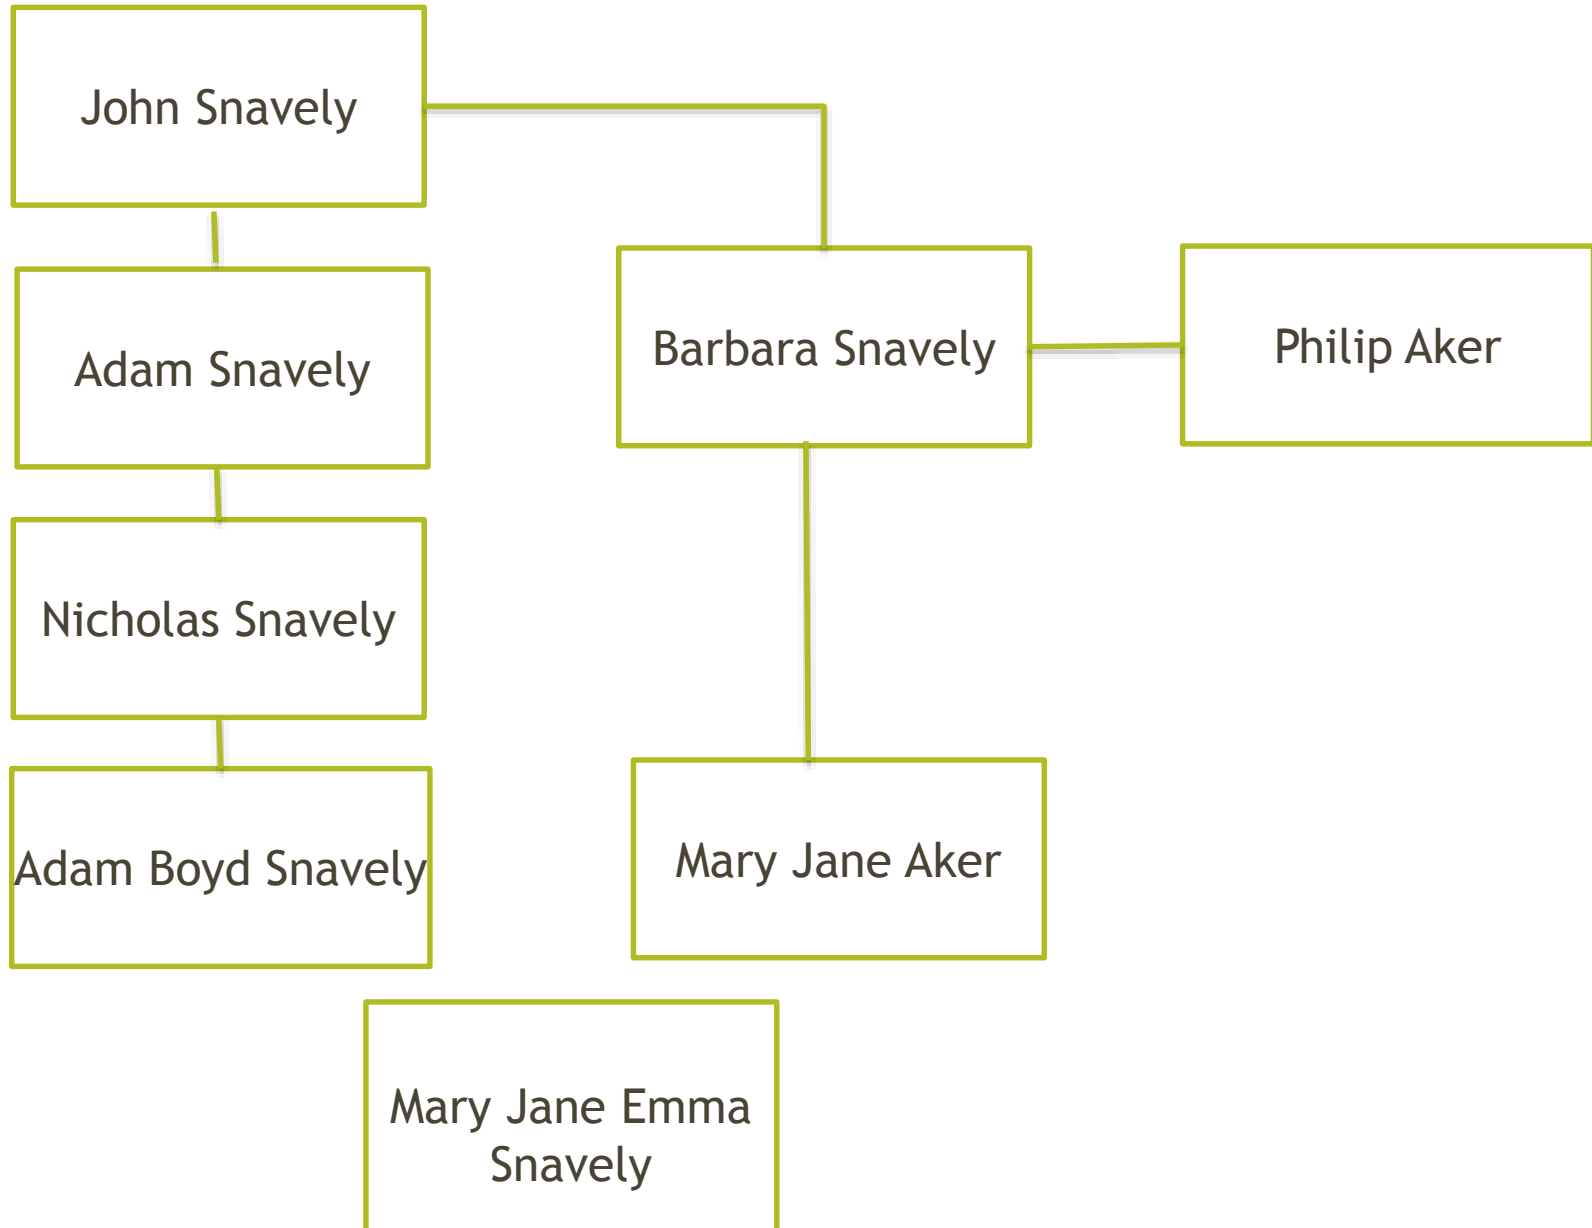 John Snavely
Adam Snavely
Barbara Snavely
Philip Aker
Nicholas Snavely
Adam Boyd Snavely
Mary Jane Aker
Mary Jane Emma
Snavely